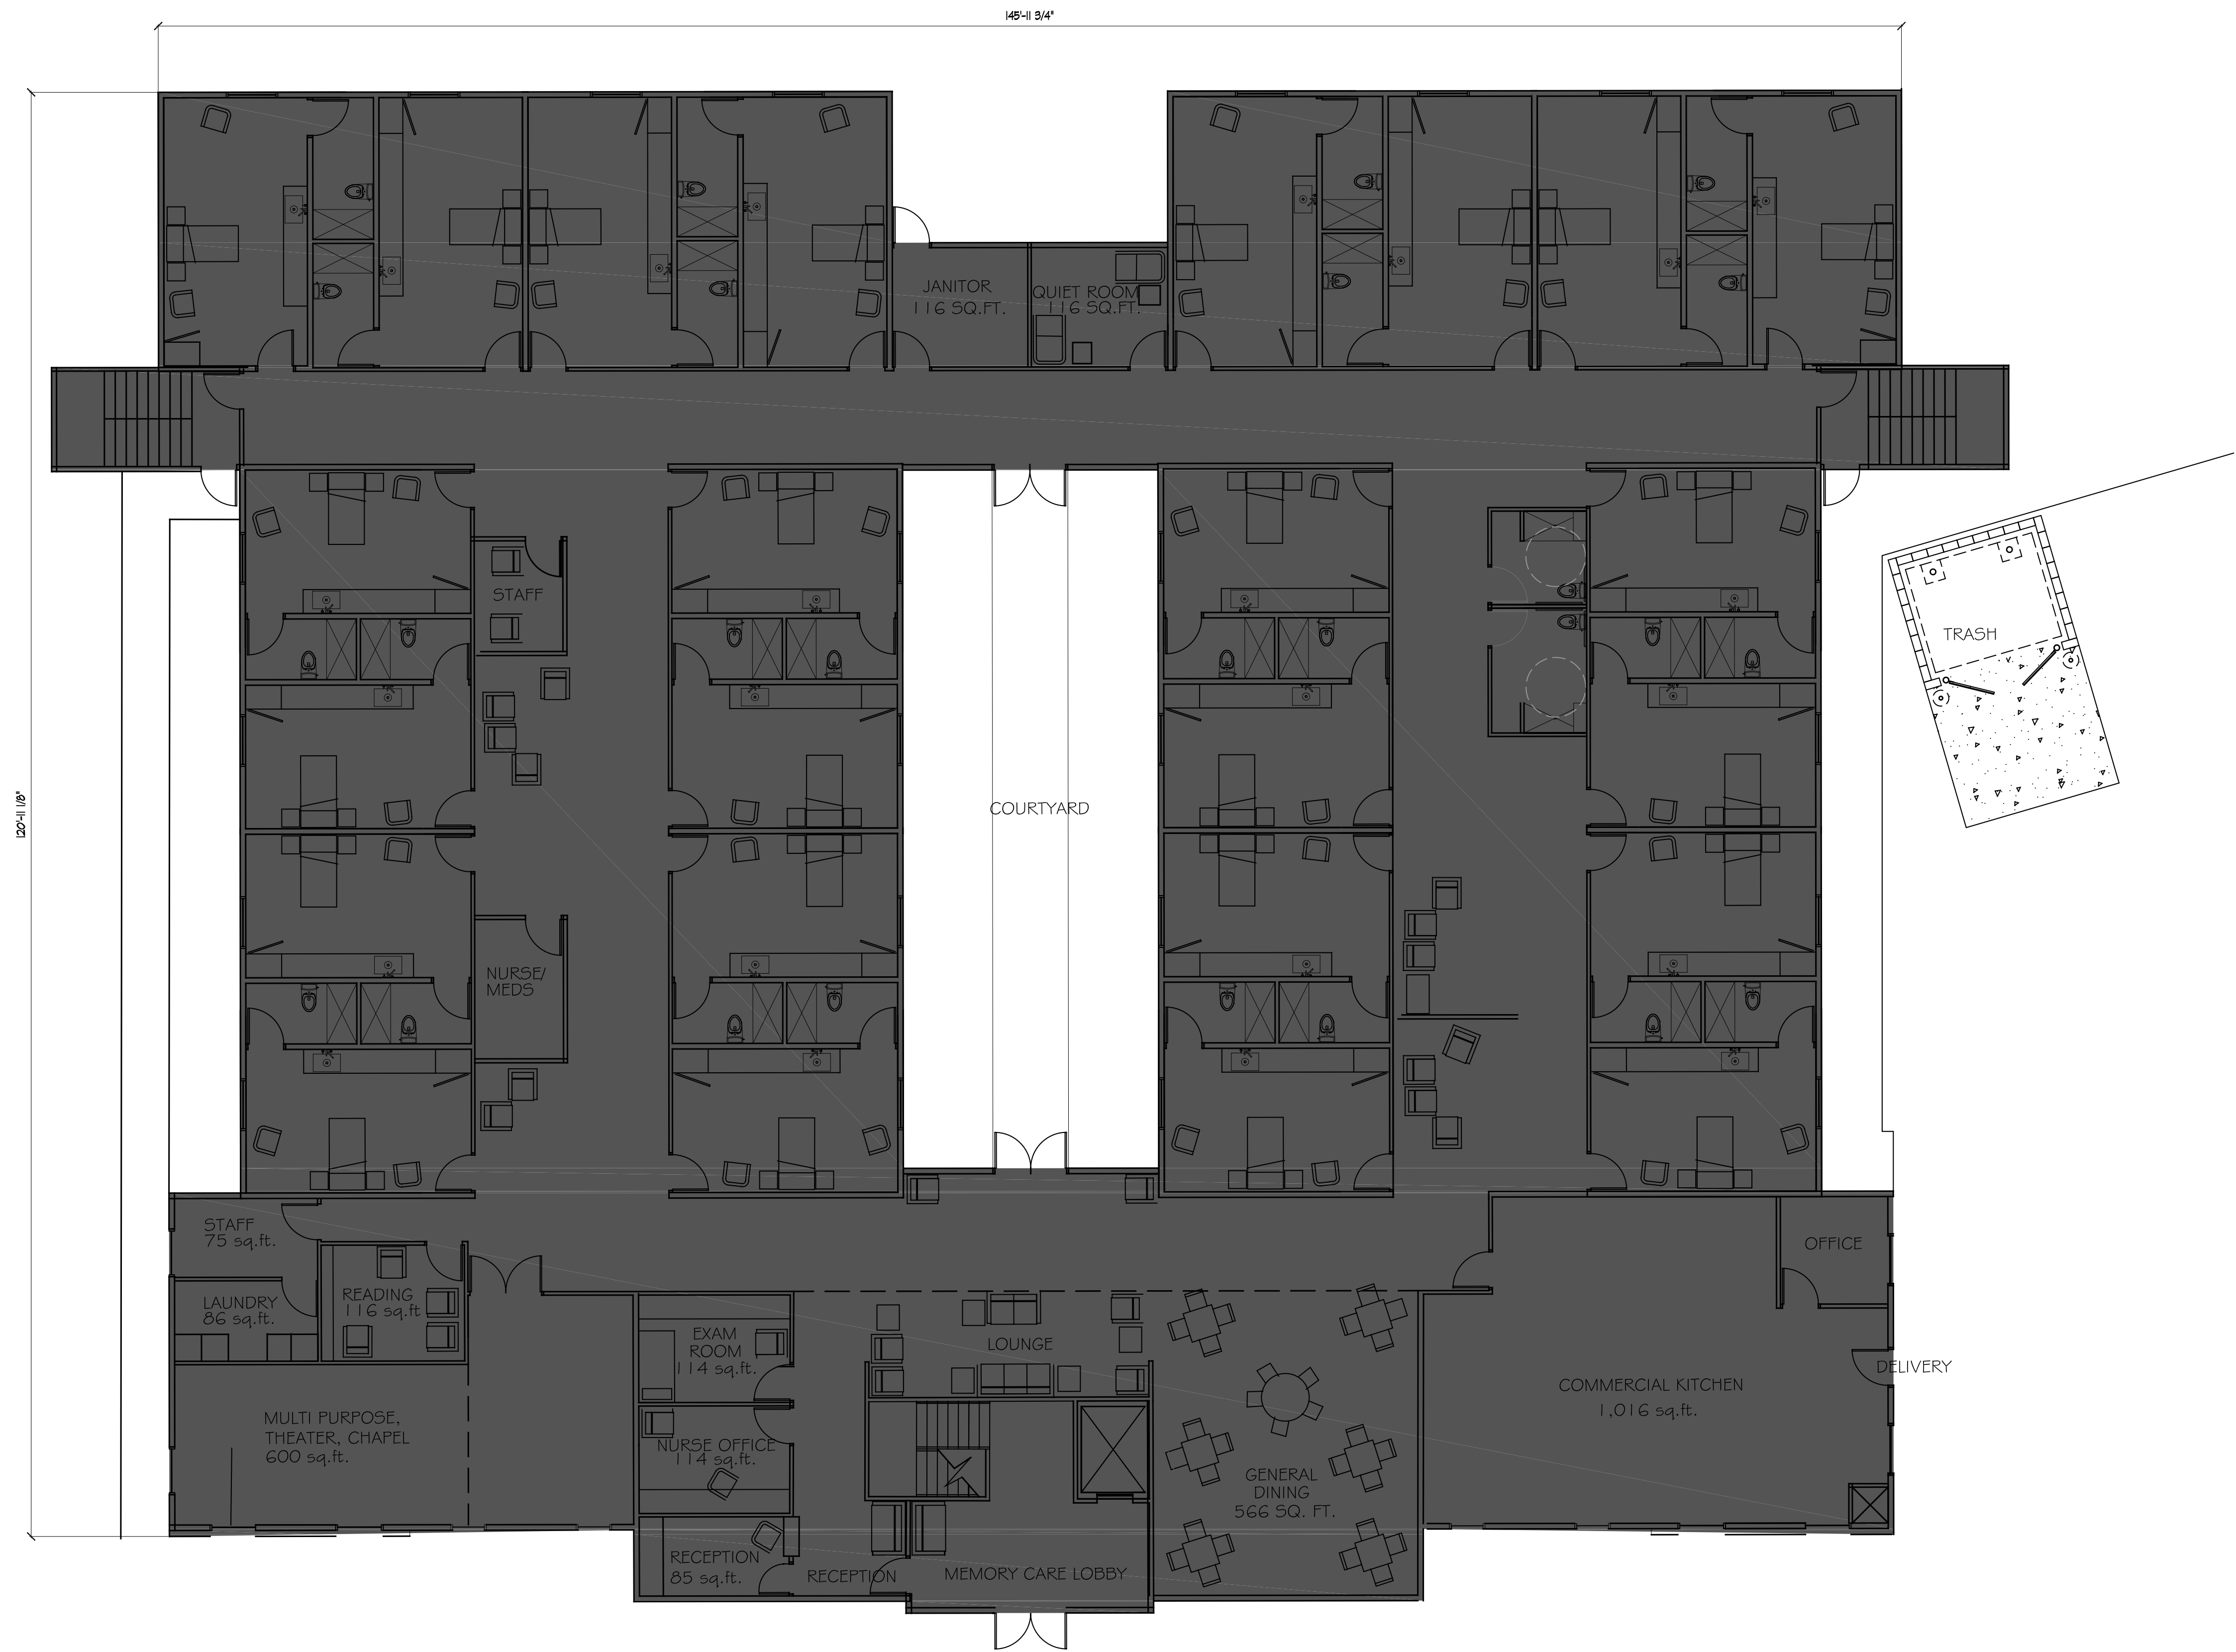 145'-11 3/4"
120'-11 1/8"
JANITOR
116 SQ.FT.
QUIET ROOM
116 SQ.FT.
STAFF
TRASH
COURTYARD
NURSE/
MEDS
STAFF
75 sq.ft.
OFFICE
LAUNDRY
86 sq.ft.
READING
116 sq.ft
EXAM
ROOM
114 sq.ft.
LOUNGE
DELIVERY
COMMERCIAL KITCHEN
1,016 sq.ft.
MULTI PURPOSE,
THEATER, CHAPEL
600 sq.ft.
NURSE OFFICE
114 sq.ft.
GENERAL
DINING
566 SQ. FT.
RECEPTION
85 sq.ft.
RECEPTION
MEMORY CARE LOBBY